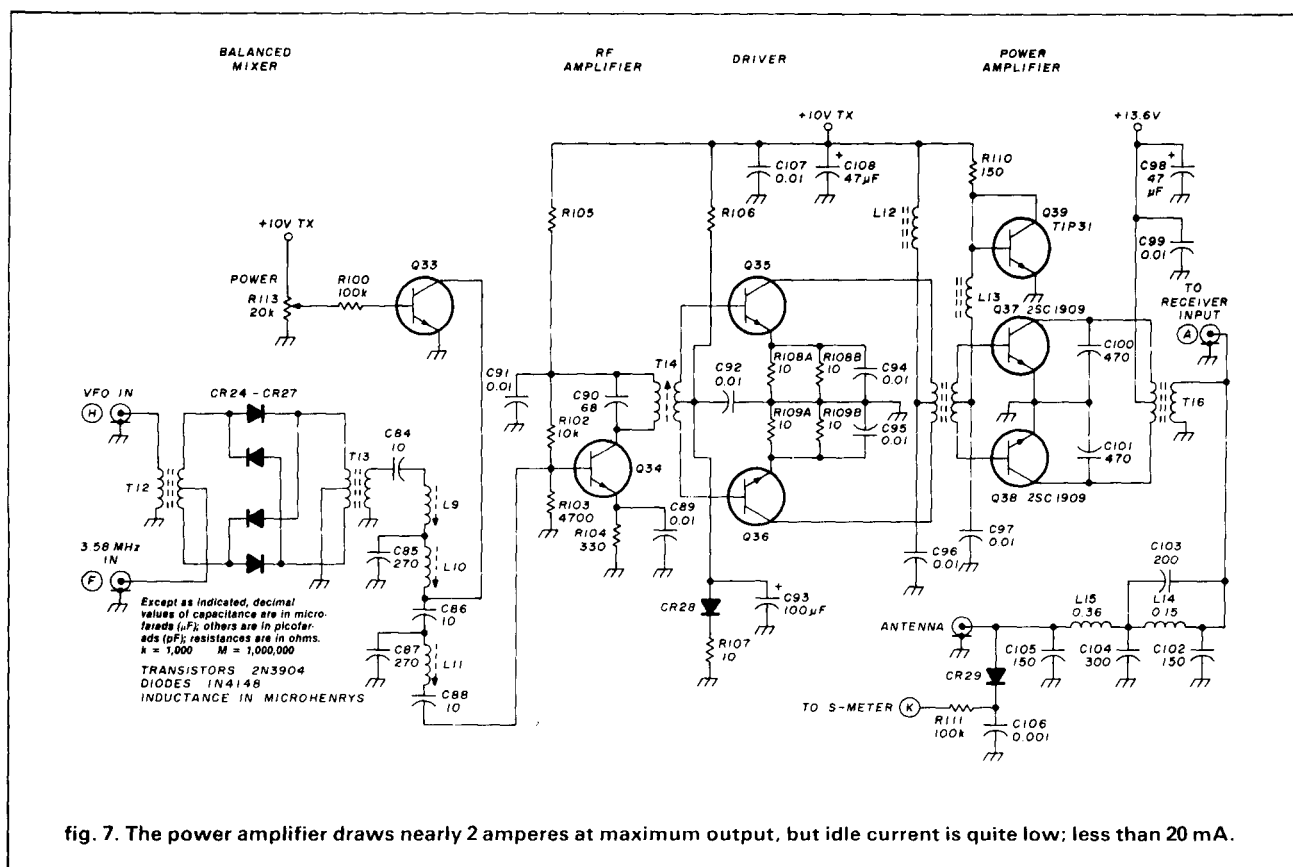 BALANCED
MIXER
RF
AMPLIFIER
DRIVER
POWER
AMPLIFIER
+10V TX
+13.6V
C107
0.01
+
C108
47µF
R110
150
+
C98
47
µF
R105
R106
L12
Q39
TIP31
C99
0.01
+10V TX
POWER
R113
20k
R100
100k
Q33
Q35
L13
TO
RECEIVER
INPUT
A
Q37 2SC1909
C91
0.01
T14
C92
0.01
R108A
10
R108B
10
C94
0.01
C100
470
VFO IN
H
CR24-CR27
C90
68
R102
10k
R109A
10
R109B
10
C95
0.01
T16
T12
T13
C84
10
Q34
C101
470
L9
R103
4700
R104
330
C89
0.01
Q36
Q38 2SC1909
3.58 MHz
IN
F
C85
270
L10
C96
0.01
C97
0.01
C103
200
C86
10
CR28
+
C93
100µF
L15
0.36
L14
0.15
Except as indicated, decimal
values of capacitance are in micro-
farads (µF); others are in picofar-
ads (pF); resistances are in ohms.
k = 1,000 M = 1,000,000
ANTENNA
C87
270
L11
R107
10
C105
150
C104
300
C102
150
TRANSISTORS 2N3904
DIODES 1N4148
INDUCTANCE IN MICROHENRYS
C88
10
CR29
TO S-METER K
R111
100k
C106
0.001
fig. 7. The power amplifier draws nearly 2 amperes at maximum output, but idle current is quite low; less than 20 mA.